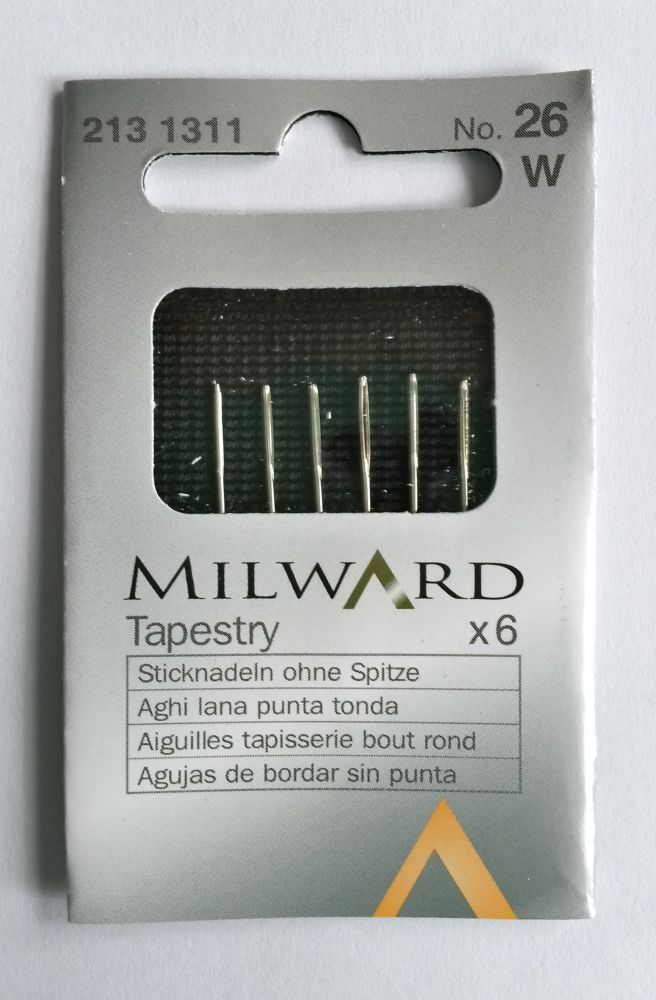 213 1311
No. 26
W
MILWARD
Tapestry x6
Sticknadeln ohne Spitze
Aghi lana punta tonda
Aiguilles tapisserie bout rond
Agujas de bordar sin punta